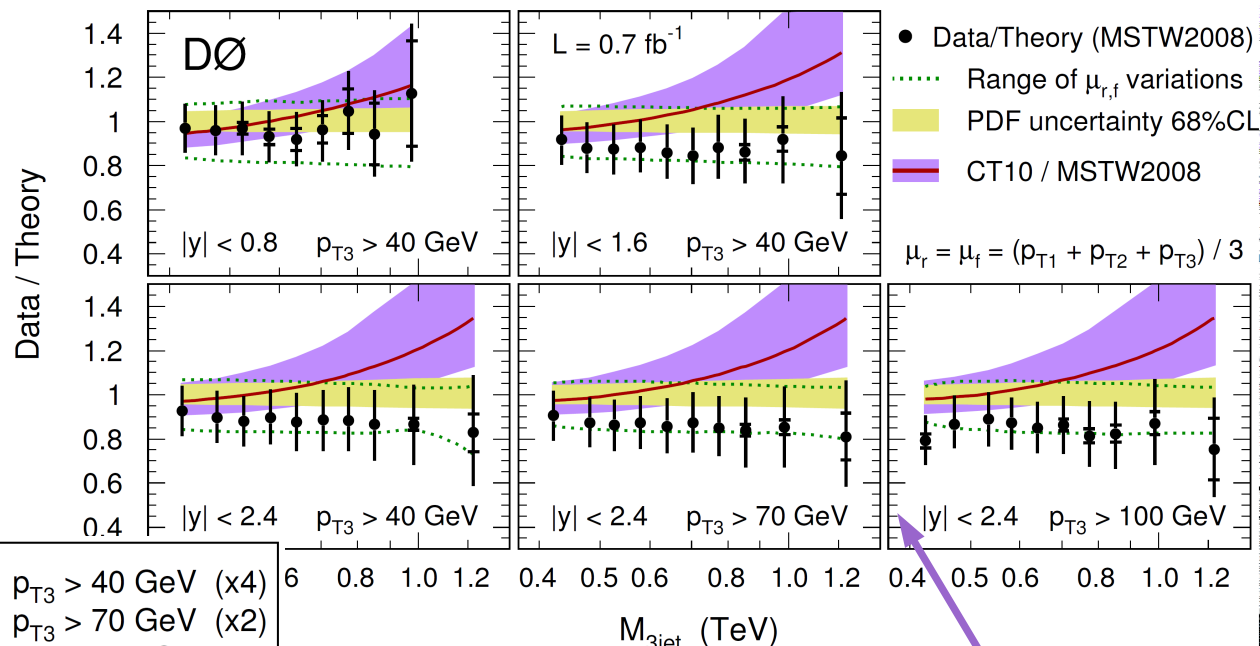 DØ
L = 0.7 fb⁻¹
Data/Theory (MSTW2008)
Range of μr,f variations
PDF uncertainty 68%CL
CT10 / MSTW2008
μr = μf = (pT1 + pT2 + pT3) / 3
Data / Theory
1.4
1.2
1
0.8
0.6
0.4
|y| < 0.8 pT3 > 40 GeV
|y| < 1.6 pT3 > 40 GeV
1.4
1.2
1
0.8
0.6
0.4
|y| < 2.4 pT3 > 40 GeV
|y| < 2.4 pT3 > 70 GeV
|y| < 2.4 pT3 > 100 GeV
6 0.8 1.0 1.2
0.4 0.5 0.6 0.8 1.0 1.2
0.4 0.5 0.6 0.8 1.0 1.2
M3jet (TeV)
pT3 > 40 GeV (x4)
pT3 > 70 GeV (x2)